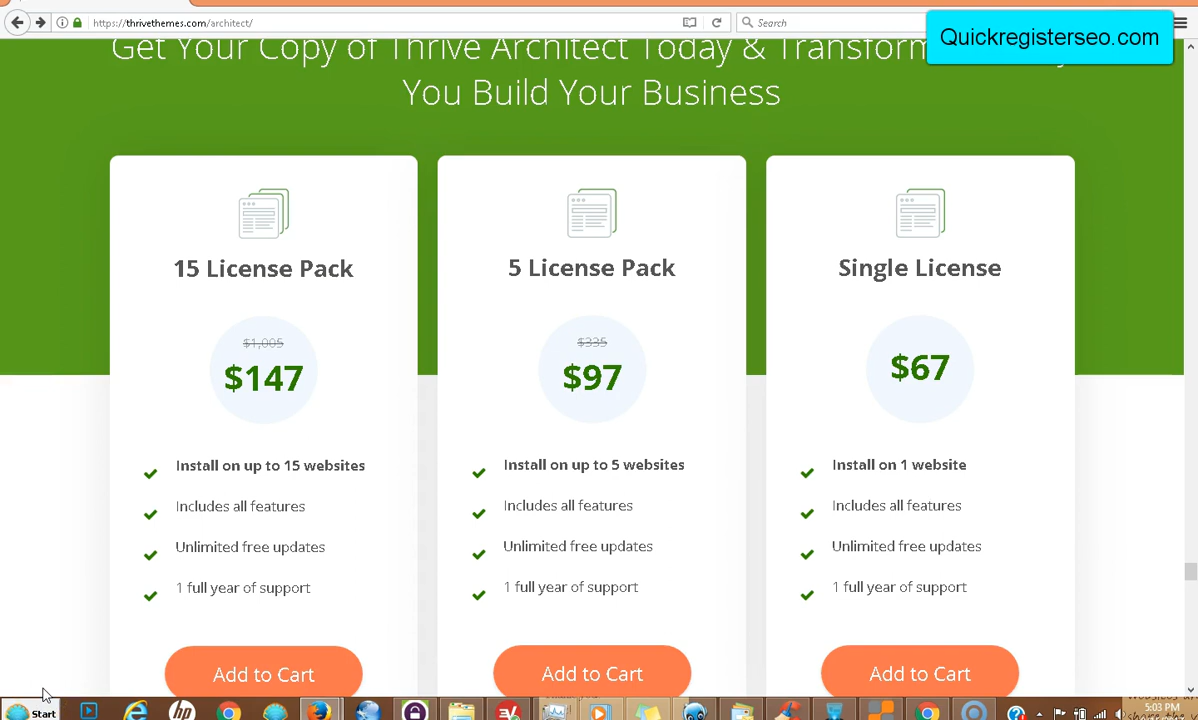 https://thrivethemes.com/architect/
Search
Quickregisterseo.com
Get Your Copy of Thrive Architect Today & Transform
You Build Your Business
15 License Pack
$1,005
$147
Install on up to 15 websites
Includes all features
Unlimited free updates
1 full year of support
Add to Cart
5 License Pack
$335
$97
Install on up to 5 websites
Includes all features
Unlimited free updates
1 full year of support
Add to Cart
Single License
$67
Install on 1 website
Includes all features
Unlimited free updates
1 full year of support
Add to Cart
Start
hp
5:03 PM